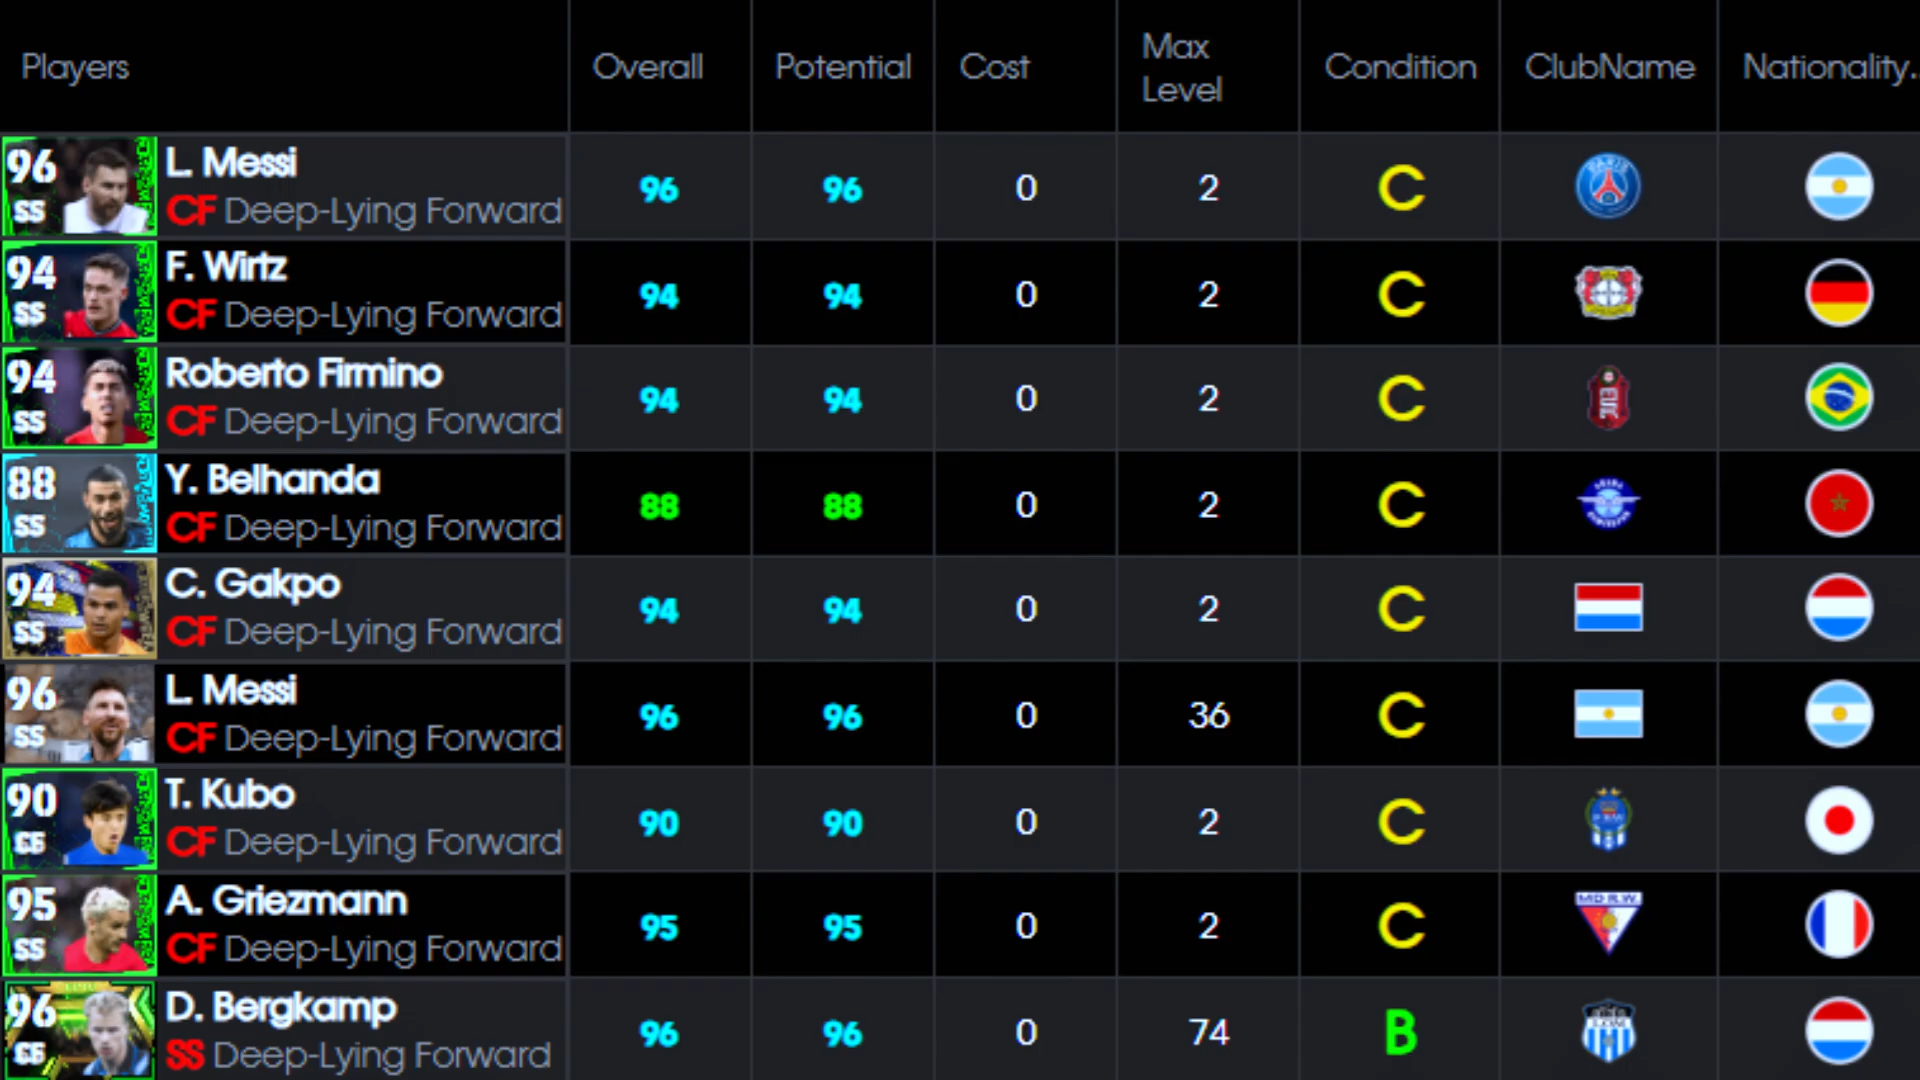 Players Overall Potential Cost Max Level Condition ClubName Nationality..
96 SS L. Messi CF Deep-Lying Forward 96 96 0 2 C PARIS
94 SS F. Wirtz CF Deep-Lying Forward 94 94 0 2 C
94 SS Roberto Firmino CF Deep-Lying Forward 94 94 0 2 C
88 SS Y. Belhanda CF Deep-Lying Forward 88 88 0 2 C
94 SS C. Gakpo CF Deep-Lying Forward 94 94 0 2 C
96 SS L. Messi CF Deep-Lying Forward 96 96 0 36 C
90 T. Kubo CF Deep-Lying Forward 90 90 0 2 C
95 SS A. Griezmann CF Deep-Lying Forward 95 95 0 2 C MD R.W.
96 D. Bergkamp SS Deep-Lying Forward 96 96 0 74 B